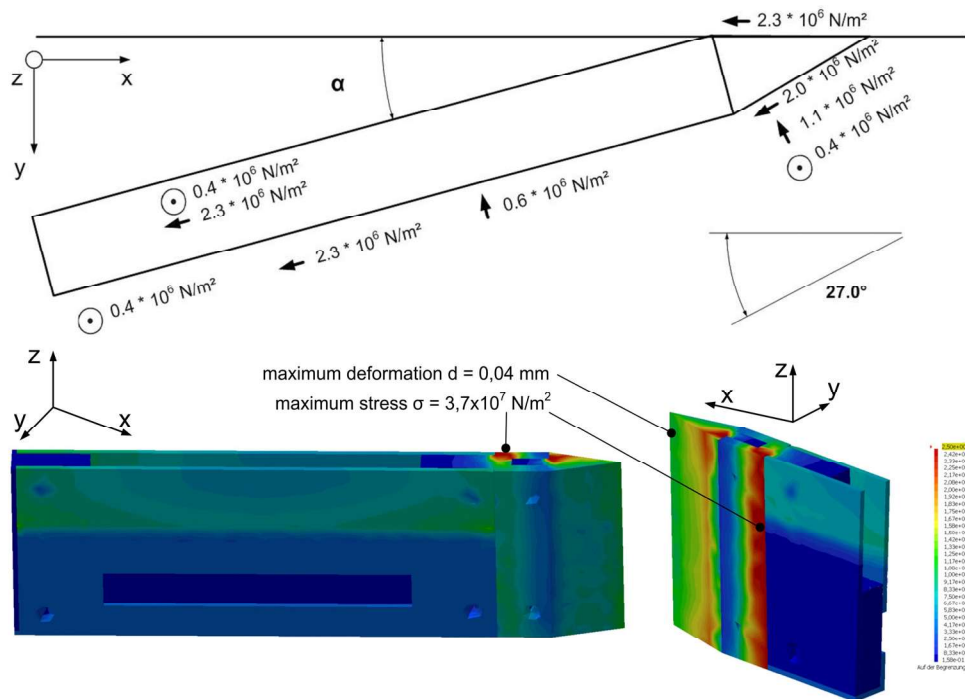 2.3 * 10⁶ N/m²
z
x
α
2.0 * 10⁶ N/m²
1.1 * 10⁶ N/m²
0.4 * 10⁶ N/m²
y
0.4 * 10⁶ N/m²
2.3 * 10⁶ N/m²
0.6 * 10⁶ N/m²
2.3 * 10⁶ N/m²
0.4 * 10⁶ N/m²
27.0°
z
y
x
maximum deformation d = 0,04 mm
maximum stress σ = 3,7x10⁷ N/m²
z
x
y
2,50e+00
2,42e+0
2,17e+0
2,08e+0
2,00e+0
1,92e+0
1,83e+0
1,75e+0
1,58e+0
1,50e+0
1,42e+0
1,33e+0
1,25e+0
1,17e+0
1,00e+0
9,17e+0
8,33e+0
7,50e+0
5,83e+0
5,00e+0
4,17e+0
3,33e+0
1,67e+0
8,33e+0
1,58e-01
Auf der Begrenzung